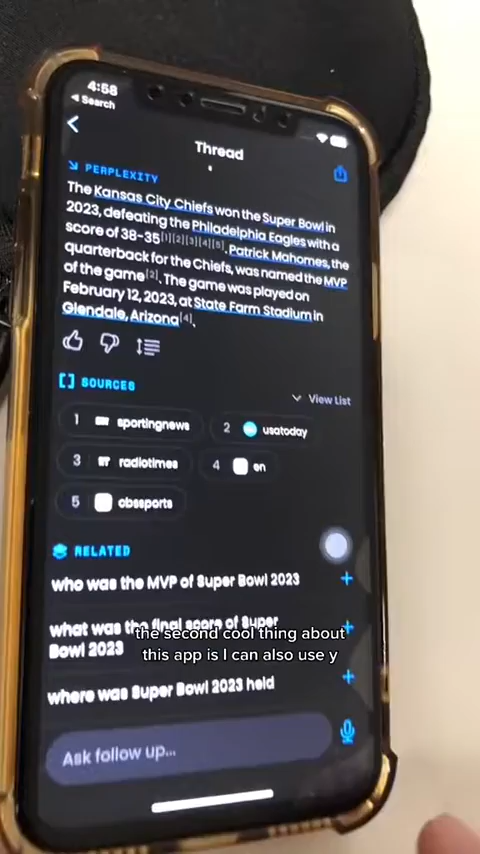 4:58
Search
Thread
PERPLEXITY
The Kansas City Chiefs won the Super Bowl in
2023, defeating the Philadelphia Eagles with a
score of 38-35[1][2][3][4][5]. Patrick Mahomes, the
quarterback for the Chiefs, was named the MVP
of the game[2]. The game was played on
February 12, 2023, at State Farm Stadium in
Glendale, Arizona[4].
SOURCES
View List
1 sportingnews
2 usatoday
3 radiotimes
4 en
5 cbssports
RELATED
who was the MVP of Super Bowl 2023
what was the final score of Super
Bowl 2023
the second cool thing about
this app is I can also use y
where was Super Bowl 2023 held
Ask follow up...